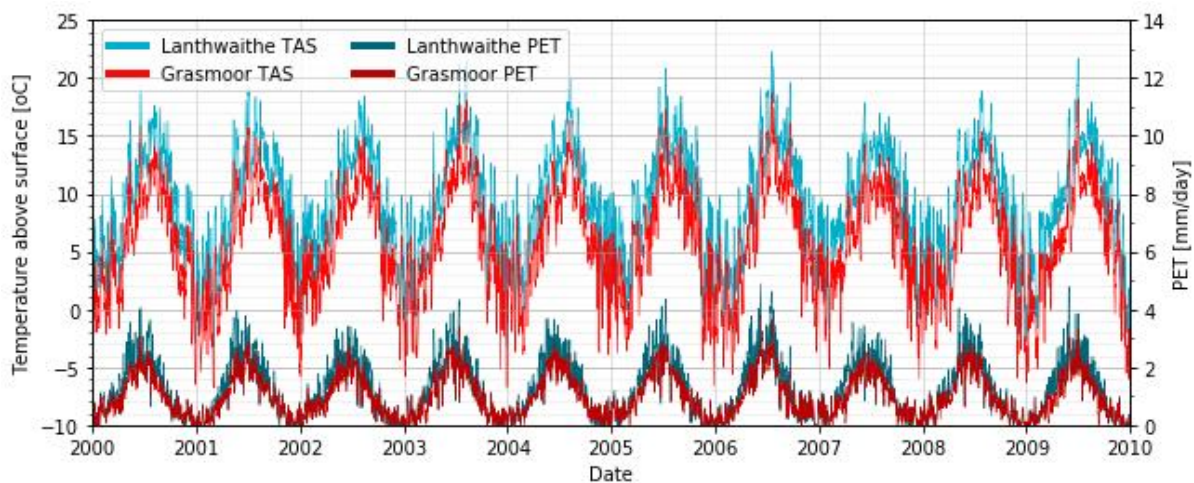 Lanthwaithe TAS
Grasmoor TAS
Lanthwaithe PET
Grasmoor PET
Temperature above surface [oC]
25
20
15
10
5
0
−5
−10
14
12
10
8
6
4
2
0
PET [mm/day]
2000 2001 2002 2003 2004 2005 2006 2007 2008 2009 2010
Date